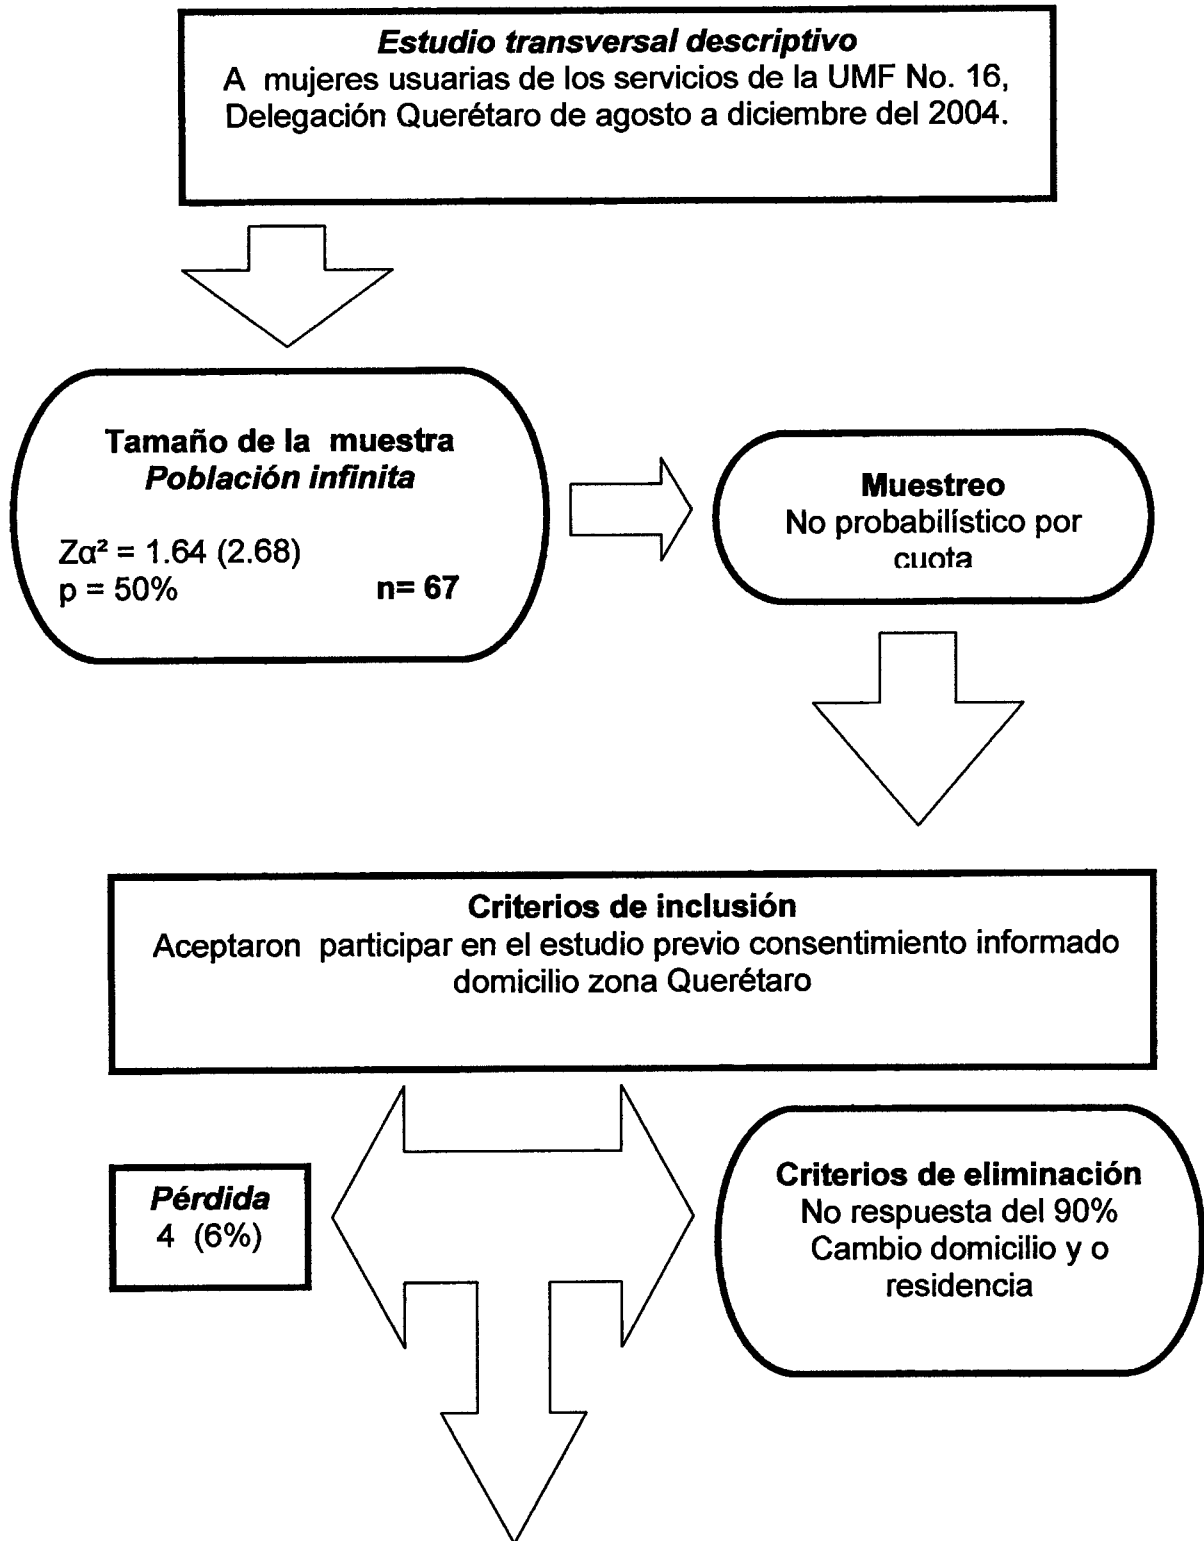 Estudio transversal descriptivo
A mujeres usuarias de los servicios de la UMF No. 16,
Delegación Querétaro de agosto a diciembre del 2004.
Tamaño de la muestra
Población infinita
Zα² = 1.64 (2.68)
p = 50% n= 67
Muestreo
No probabilístico por
cuota
Criterios de inclusión
Aceptaron participar en el estudio previo consentimiento informado
domicilio zona Querétaro
Pérdida
4 (6%)
Criterios de eliminación
No respuesta del 90%
Cambio domicilio y o
residencia